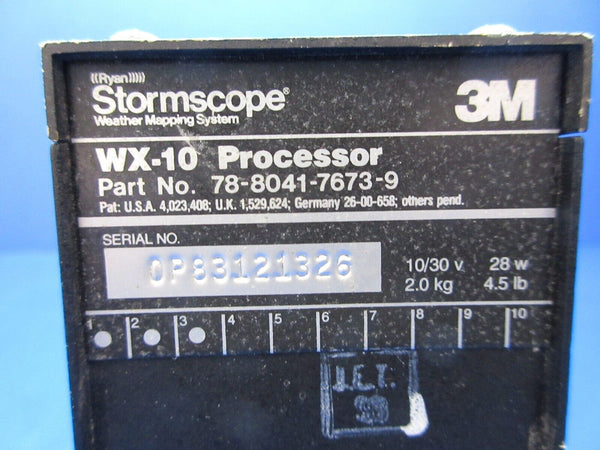 ((Ryan)))))
Stormscope® 3M
Weather Mapping System
WX-10 Processor
Part No. 78-8041-7673-9
Pat: U.S.A. 4,023,408; U.K. 1,529,624; Germany 26-00-658; others pend.
SERIAL NO.
0P83121326
10/30 v 28 w
2.0 kg 4.5 lb
1 2 3 4 5 6 7 8 9 10
J.E.T.